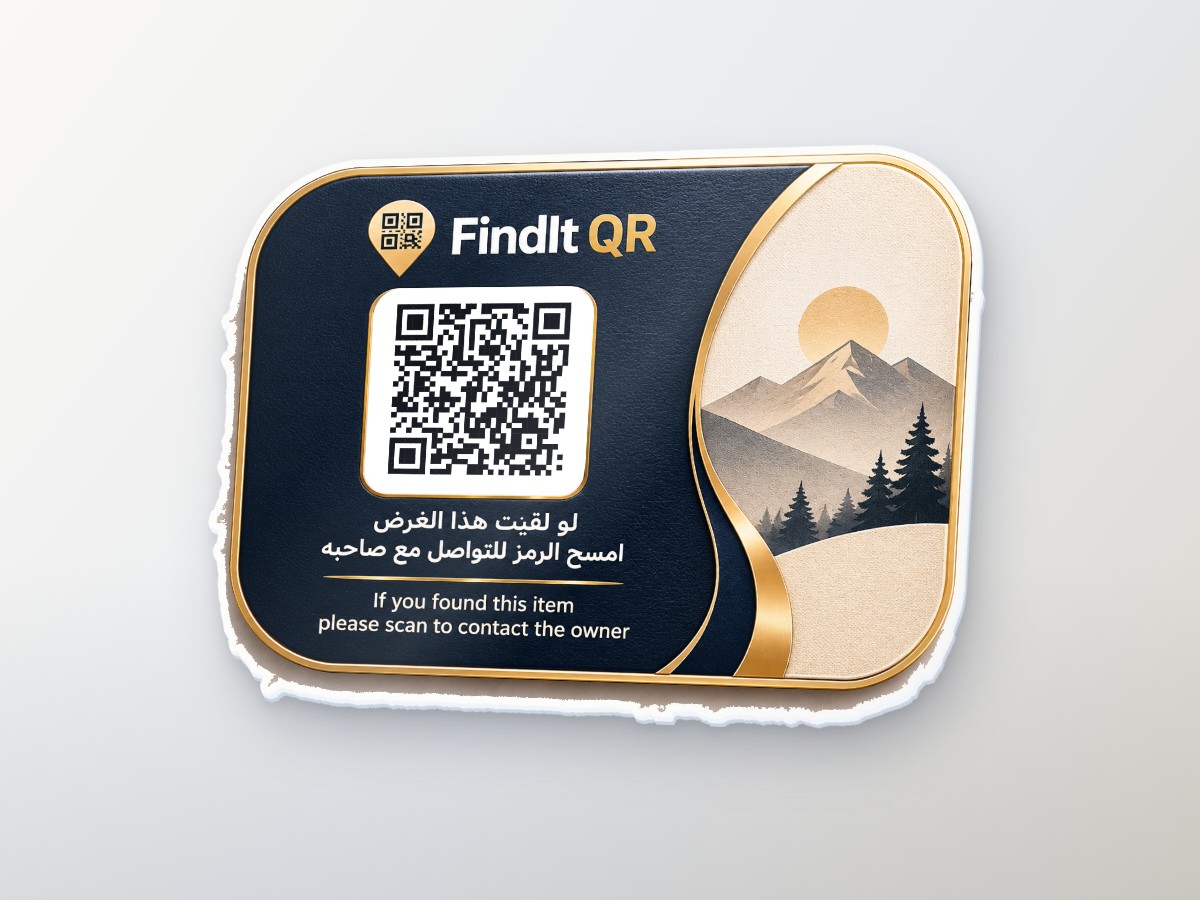 FindIt QR
لو لقيت هذا الغرض
امسح الرمز للتواصل مع صاحبه
If you found this item
please scan to contact the owner